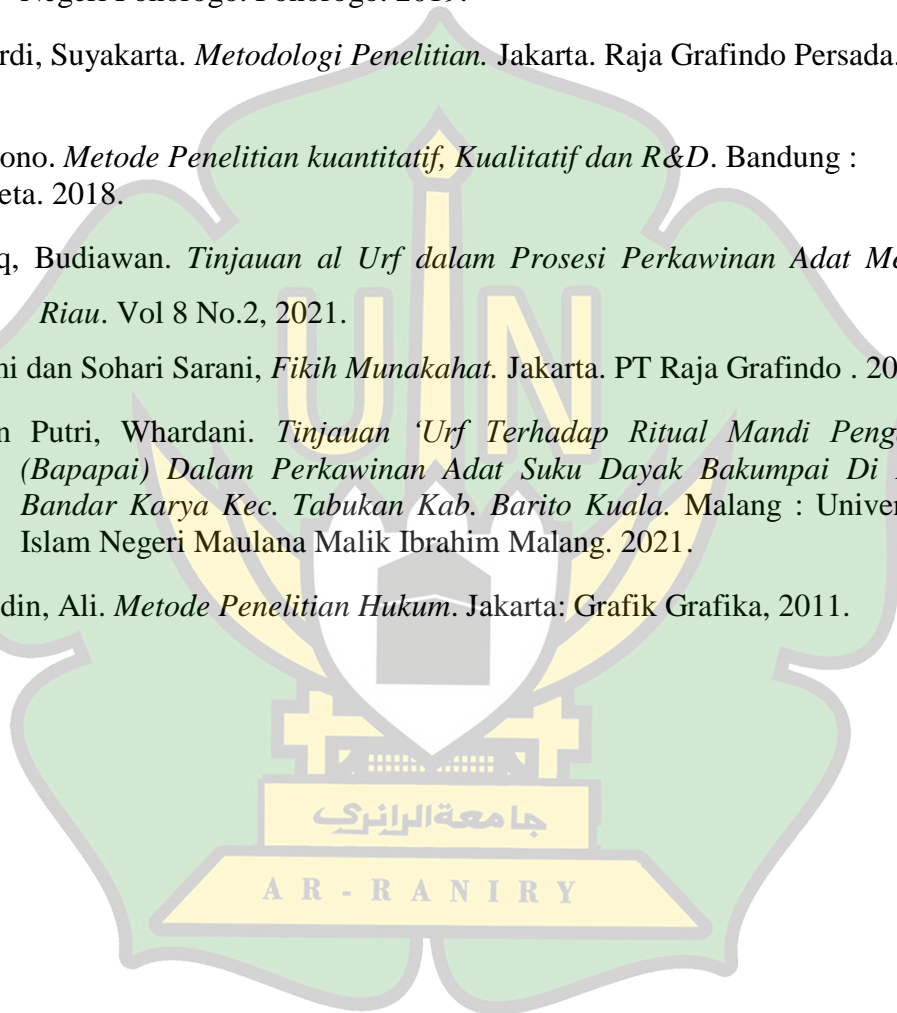 Negeri Ponorogo. Ponorogo. 2019.
rdi, Suyakarta. Metodologi Penelitian. Jakarta. Raja Grafindo Persada.
ono. Metode Penelitian kuantitatif, Kualitatif dan R&D. Bandung :
eta. 2018.
q, Budiawan. Tinjauan al Urf dalam Prosesi Perkawinan Adat Me
Riau. Vol 8 No.2, 2021.
ni dan Sohari Sarani, Fikih Munakahat. Jakarta. PT Raja Grafindo . 20
n Putri, Whardani. Tinjauan ‘Urf Terhadap Ritual Mandi Peng
(Bapapai) Dalam Perkawinan Adat Suku Dayak Bakumpai Di
Bandar Karya Kec. Tabukan Kab. Barito Kuala. Malang : Univer
Islam Negeri Maulana Malik Ibrahim Malang. 2021.
din, Ali. Metode Penelitian Hukum. Jakarta: Grafik Grafika, 2011.
UIN
جامعة الرانري
AR-RANIRY